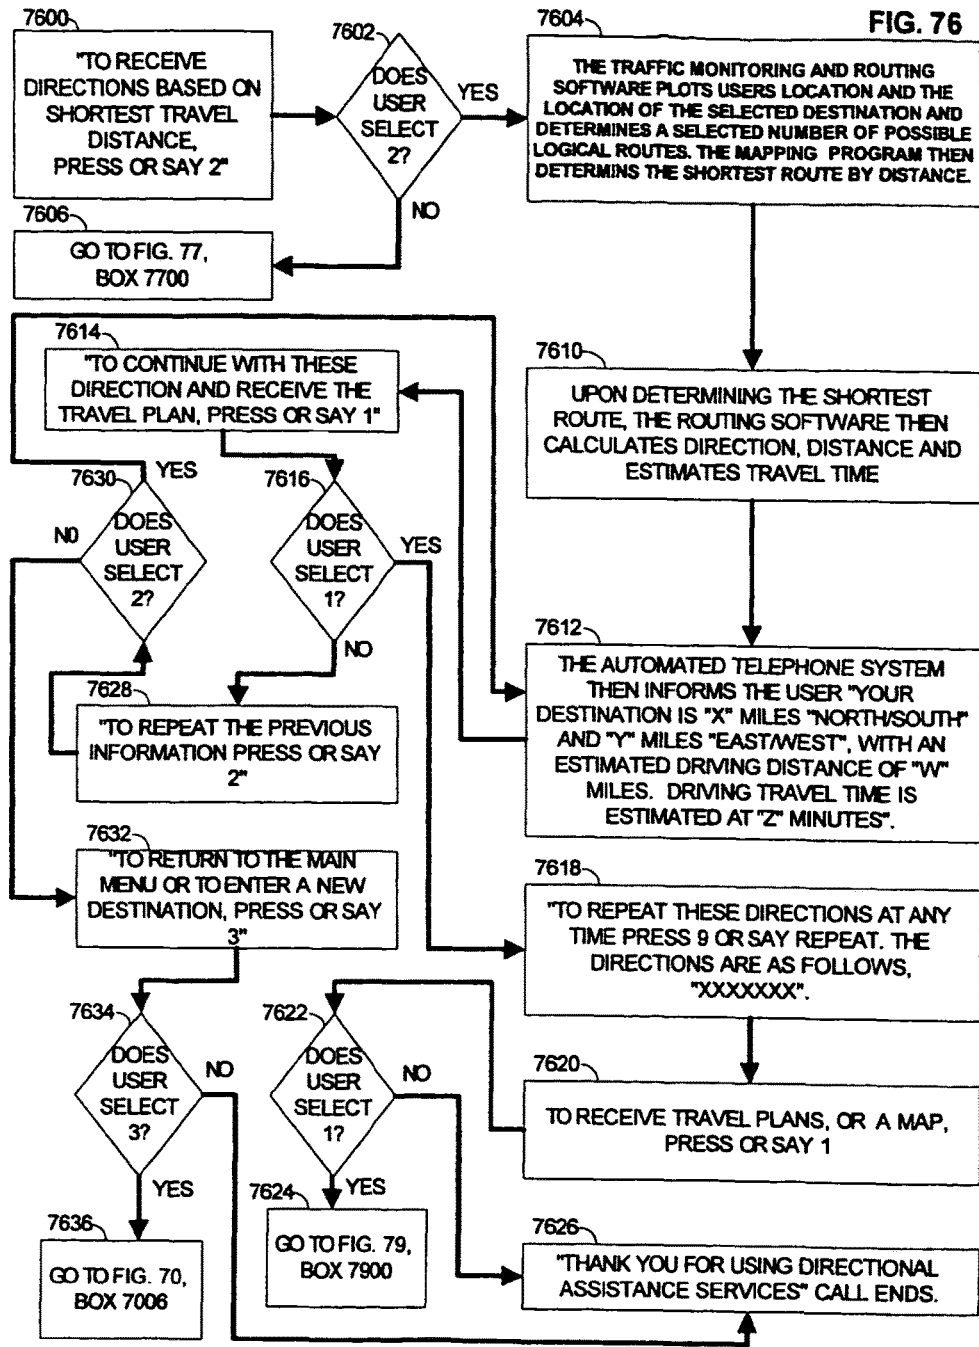 FIG. 76
7600
"TO RECEIVE
DIRECTIONS BASED ON
SHORTEST TRAVEL
DISTANCE,
PRESS OR SAY 2"
7602
DOES
USER
SELECT
2?
YES
NO
7604
THE TRAFFIC MONITORING AND ROUTING
SOFTWARE PLOTS USERS LOCATION AND THE
LOCATION OF THE SELECTED DESTINATION AND
DETERMINES A SELECTED NUMBER OF POSSIBLE
LOGICAL ROUTES. THE MAPPING PROGRAM THEN
DETERMINS THE SHORTEST ROUTE BY DISTANCE.
7606
GO TO FIG. 77,
BOX 7700
7610
UPON DETERMINING THE SHORTEST
ROUTE, THE ROUTING SOFTWARE THEN
CALCULATES DIRECTION, DISTANCE AND
ESTIMATES TRAVEL TIME
7612
THE AUTOMATED TELEPHONE SYSTEM
THEN INFORMS THE USER "YOUR
DESTINATION IS "X" MILES "NORTH/SOUTH"
AND "Y" MILES "EAST/WEST", WITH AN
ESTIMATED DRIVING DISTANCE OF "W"
MILES. DRIVING TRAVEL TIME IS
ESTIMATED AT "Z" MINUTES".
7614
"TO CONTINUE WITH THESE
DIRECTION AND RECEIVE THE
TRAVEL PLAN, PRESS OR SAY 1"
7616
DOES
USER
SELECT
1?
YES
NO
7618
"TO REPEAT THESE DIRECTIONS AT ANY
TIME PRESS 9 OR SAY REPEAT. THE
DIRECTIONS ARE AS FOLLOWS,
"XXXXXXX".
7620
TO RECEIVE TRAVEL PLANS, OR A MAP,
PRESS OR SAY 1
7622
DOES
USER
SELECT
1?
NO
YES
7624
GO TO FIG. 79,
BOX 7900
7626
"THANK YOU FOR USING DIRECTIONAL
ASSISTANCE SERVICES" CALL ENDS.
7628
"TO REPEAT THE PREVIOUS
INFORMATION PRESS OR SAY
2"
7630
DOES
USER
SELECT
2?
YES
NO
7632
"TO RETURN TO THE MAIN
MENU OR TO ENTER A NEW
DESTINATION, PRESS OR SAY
3"
7634
DOES
USER
SELECT
3?
NO
YES
7636
GO TO FIG. 70,
BOX 7006